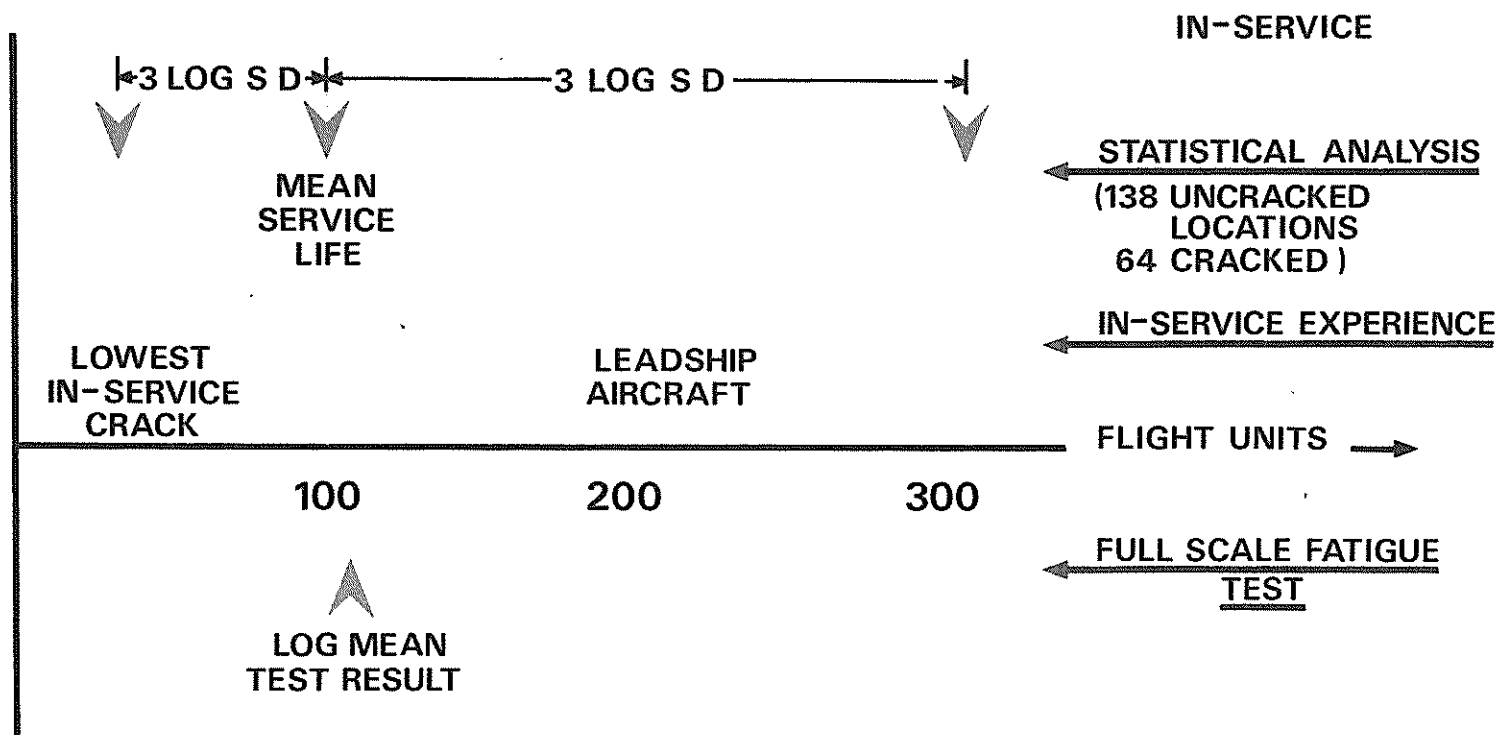 IN-SERVICE
3 LOG S D
3 LOG S D
MEAN
SERVICE
LIFE
STATISTICAL ANALYSIS
(138 UNCRACKED
LOCATIONS
64 CRACKED )
IN-SERVICE EXPERIENCE
LOWEST
IN-SERVICE
CRACK
LEADSHIP
AIRCRAFT
FLIGHT UNITS
100 200 300
FULL SCALE FATIGUE
TEST
LOG MEAN
TEST RESULT